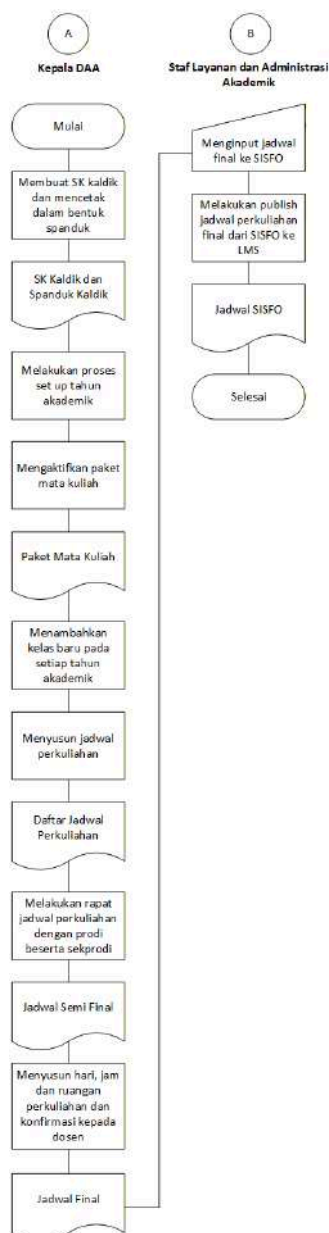 A
Kepala DAA
Mulai
Membuat SK kaldik
dan mencetak
dalam bentuk
spanduk
SK Kaldik dan
Spanduk Kaldik
Melakukan proses
set up tahun
akademik
Mengaktifkan paket
mata kuliah
Paket Mata Kuliah
Menambahkan
kelas baru pada
setiap tahun
akademik
Menyusun jadwal
perkuliahan
Daftar Jadwal
Perkuliahan
Melakukan rapat
jadwal perkuliahan
dengan prodi
beserta sekprodi
Jadwal Semi Final
Menyusun hari, jam
dan ruangan
perkuliahan dan
konfirmasi kepada
dosen
Jadwal Final
B
Staf Layanan dan Administrasi
Akademik
Menginput jadwal
final ke SISFO
Melakukan publish
jadwal perkuliahan
final dari SISFO ke
LMS
Jadwal SISFO
Selesai